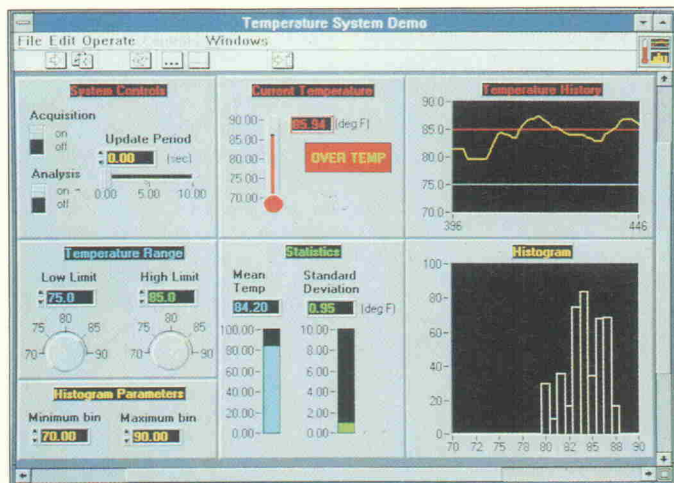 Temperature System Demo
File Edit Operate Windows
System Controls
Acquisition
on
off
Update Period
0.00 (sec)
0.00 5.00 10.00
Analysis
on
off
Current Temperature
90.00
85.00
80.00
75.00
70.00
85.94 (deg F)
OVER TEMP
Temperature History
90.0
85.0
80.0
75.0
70.0
396 446
Temperature Range
Low Limit High Limit
75.0 85.0
70 75 80 85 90
70 75 80 85 90
Histogram Parameters
Minimum bin Maximum bin
70.00 90.00
Statistics
Mean Temp
84.20
100.00
80.00
60.00
40.00
20.00
0.00
Standard Deviation
0.95 (deg F)
10.00
8.00
6.00
4.00
2.00
0.00
Histogram
100
80
60
40
20
0
70 72 80 82 84 88 90